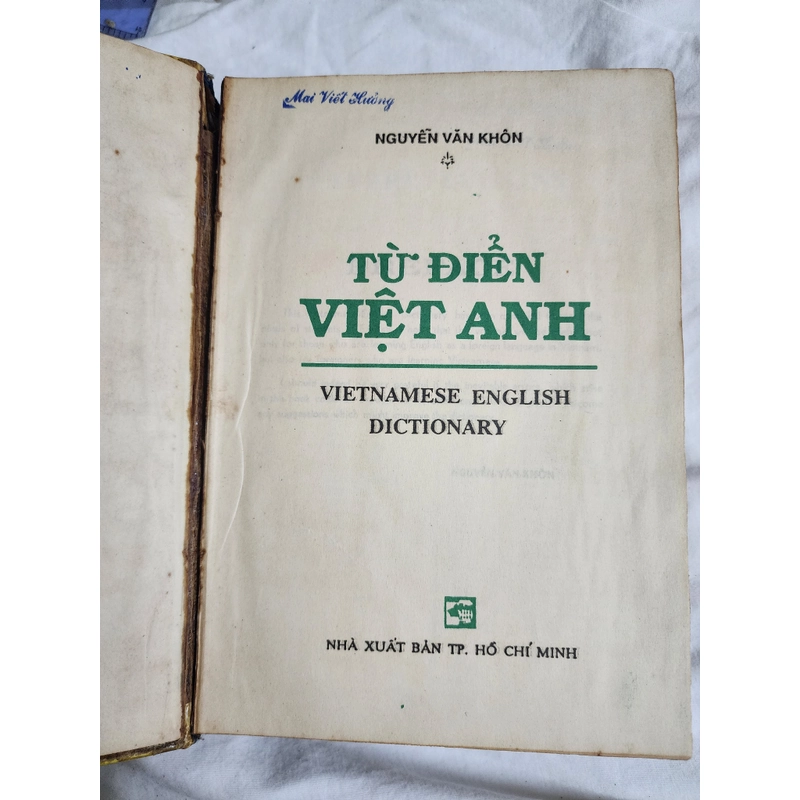 Mai Viết Hường
NGUYỄN VĂN KHÔN
TỪ ĐIỂN
VIỆT ANH
VIETNAMESE ENGLISH
DICTIONARY
NHÀ XUẤT BẢN TP. HỒ CHÍ MINH